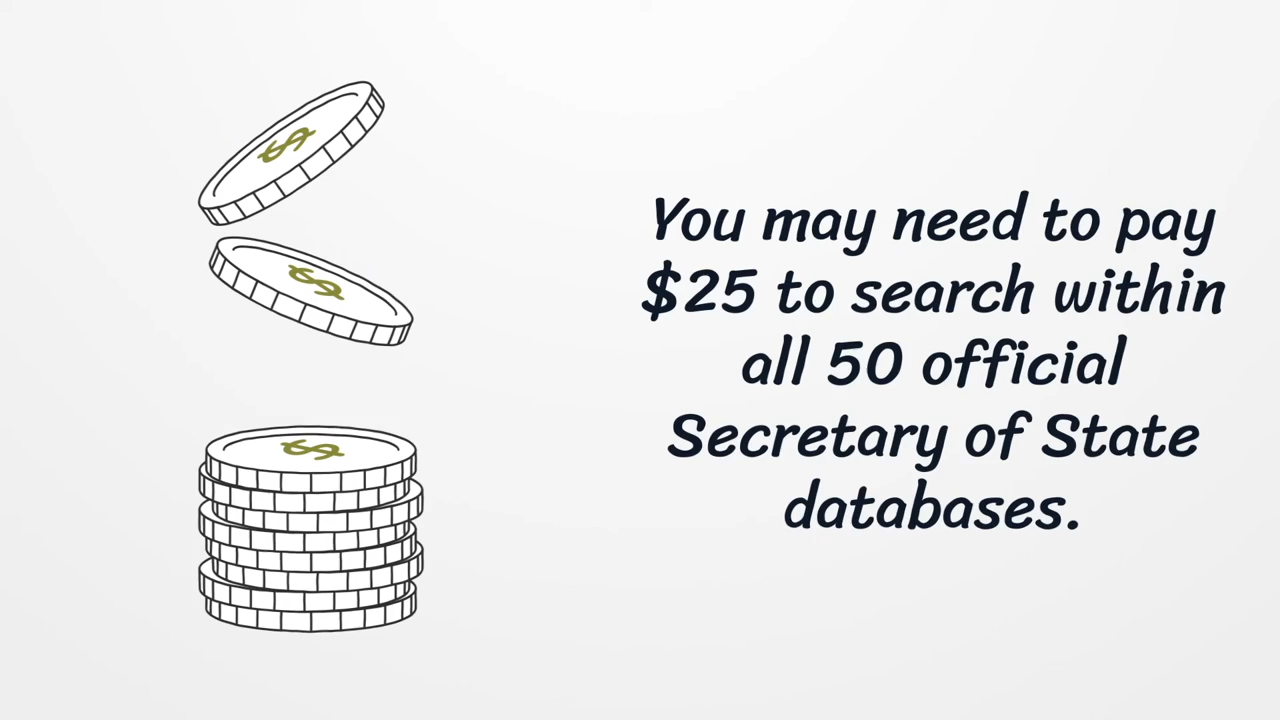 $
$
$
You may need to pay
$25 to search within
all 50 official
Secretary of State
databases.